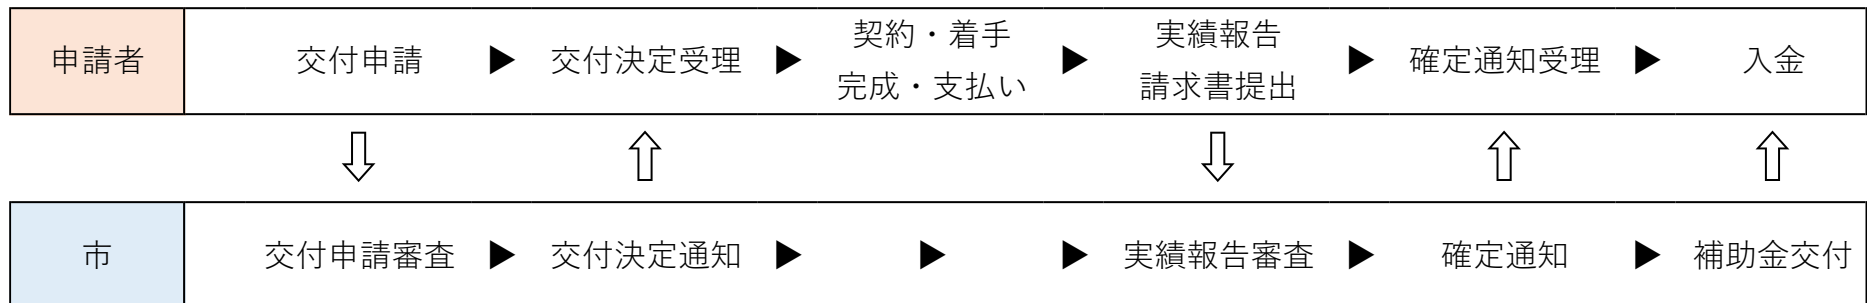 申請者
交付申請 ▶ 交付決定受理 ▶ 契約・着手 ▶ 実績報告 ▶ 確定通知受理 ▶ 入金
完成・支払い 請求書提出
市
交付申請審査 ▶ 交付決定通知 ▶ ▶ ▶ 実績報告審査 ▶ 確定通知 ▶ 補助金交付